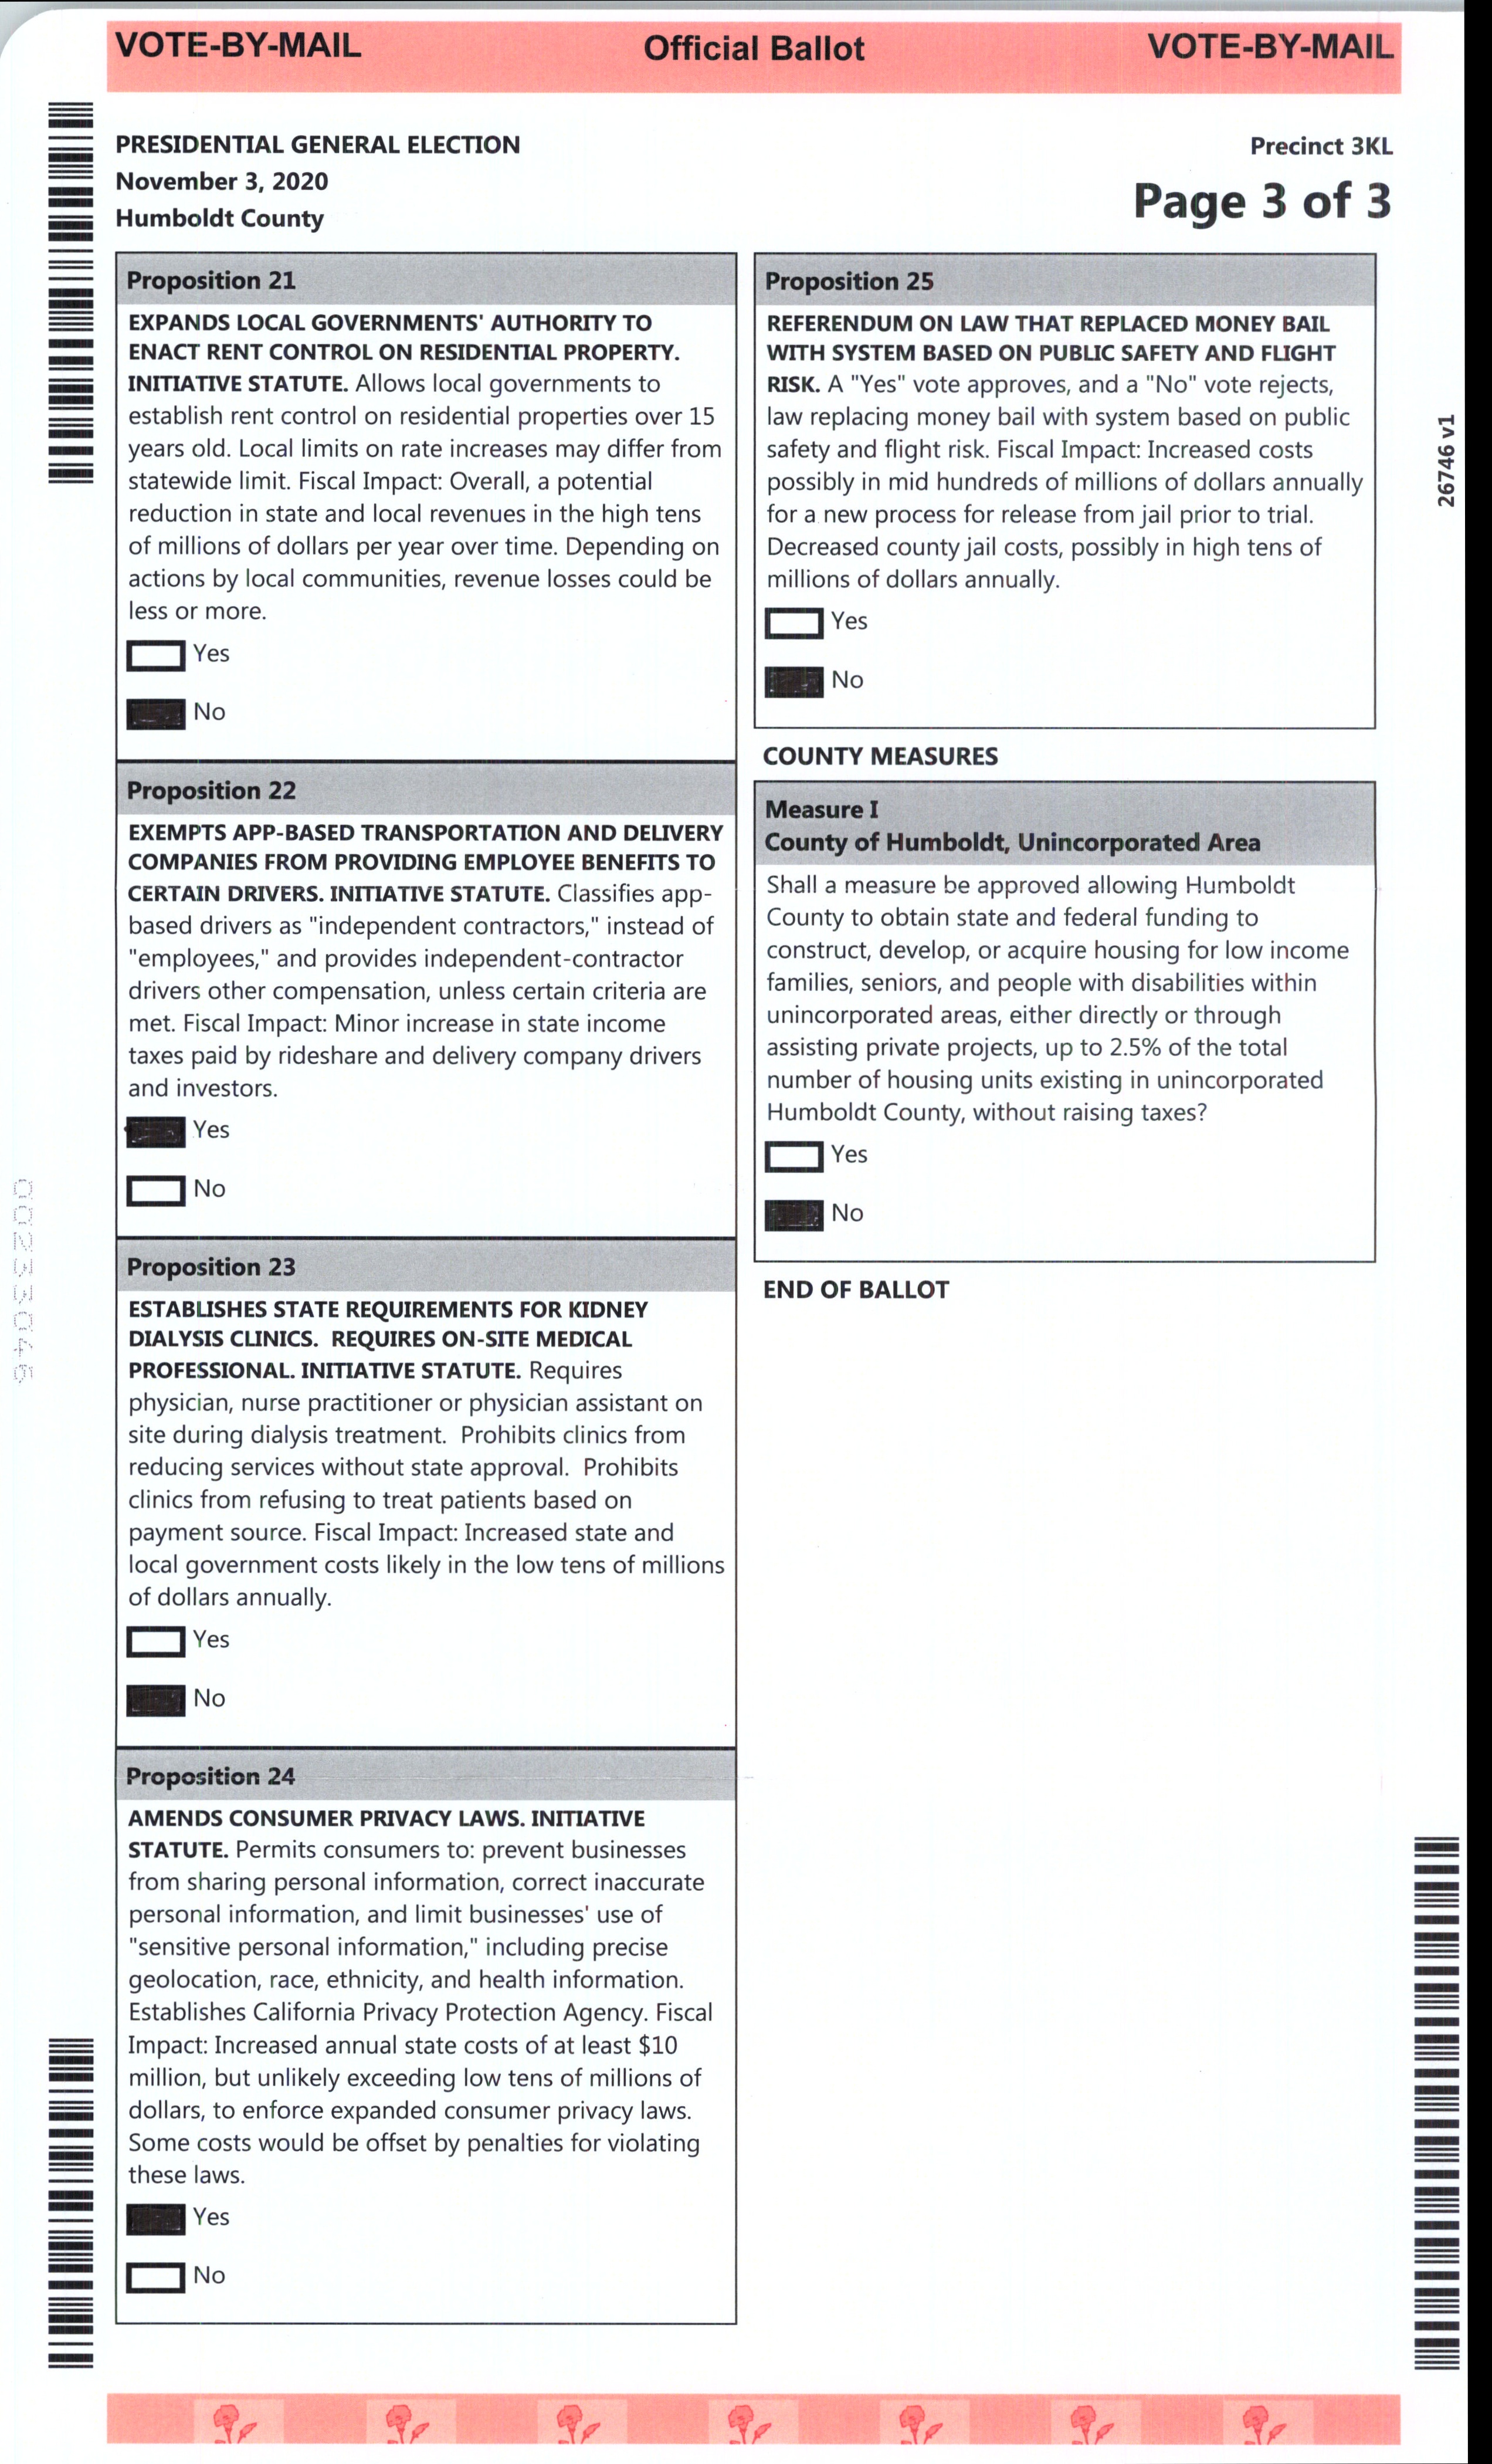 VOTE-BY-MAIL Official Ballot VOTE-BY-MAIL
PRESIDENTIAL GENERAL ELECTION
November 3, 2020
Humboldt County
Precinct 3KL
Page 3 of 3
Proposition 21
EXPANDS LOCAL GOVERNMENTS' AUTHORITY TO
ENACT RENT CONTROL ON RESIDENTIAL PROPERTY.
INITIATIVE STATUTE. Allows local governments to
establish rent control on residential properties over 15
years old. Local limits on rate increases may differ from
statewide limit. Fiscal Impact: Overall, a potential
reduction in state and local revenues in the high tens
of millions of dollars per year over time. Depending on
actions by local communities, revenue losses could be
less or more.
Yes
No
Proposition 22
EXEMPTS APP-BASED TRANSPORTATION AND DELIVERY
COMPANIES FROM PROVIDING EMPLOYEE BENEFITS TO
CERTAIN DRIVERS. INITIATIVE STATUTE. Classifies app-
based drivers as "independent contractors," instead of
"employees," and provides independent-contractor
drivers other compensation, unless certain criteria are
met. Fiscal Impact: Minor increase in state income
taxes paid by rideshare and delivery company drivers
and investors.
Yes
No
Proposition 23
ESTABLISHES STATE REQUIREMENTS FOR KIDNEY
DIALYSIS CLINICS. REQUIRES ON-SITE MEDICAL
PROFESSIONAL. INITIATIVE STATUTE. Requires
physician, nurse practitioner or physician assistant on
site during dialysis treatment. Prohibits clinics from
reducing services without state approval. Prohibits
clinics from refusing to treat patients based on
payment source. Fiscal Impact: Increased state and
local government costs likely in the low tens of millions
of dollars annually.
Yes
No
Proposition 24
AMENDS CONSUMER PRIVACY LAWS. INITIATIVE
STATUTE. Permits consumers to: prevent businesses
from sharing personal information, correct inaccurate
personal information, and limit businesses' use of
"sensitive personal information," including precise
geolocation, race, ethnicity, and health information.
Establishes California Privacy Protection Agency. Fiscal
Impact: Increased annual state costs of at least $10
million, but unlikely exceeding low tens of millions of
dollars, to enforce expanded consumer privacy laws.
Some costs would be offset by penalties for violating
these laws.
Yes
No
Proposition 25
REFERENDUM ON LAW THAT REPLACED MONEY BAIL
WITH SYSTEM BASED ON PUBLIC SAFETY AND FLIGHT
RISK. A "Yes" vote approves, and a "No" vote rejects,
law replacing money bail with system based on public
safety and flight risk. Fiscal Impact: Increased costs
possibly in mid hundreds of millions of dollars annually
for a new process for release from jail prior to trial.
Decreased county jail costs, possibly in high tens of
millions of dollars annually.
Yes
No
COUNTY MEASURES
Measure I
County of Humboldt, Unincorporated Area
Shall a measure be approved allowing Humboldt
County to obtain state and federal funding to
construct, develop, or acquire housing for low income
families, seniors, and people with disabilities within
unincorporated areas, either directly or through
assisting private projects, up to 2.5% of the total
number of housing units existing in unincorporated
Humboldt County, without raising taxes?
Yes
No
END OF BALLOT
26746 v1